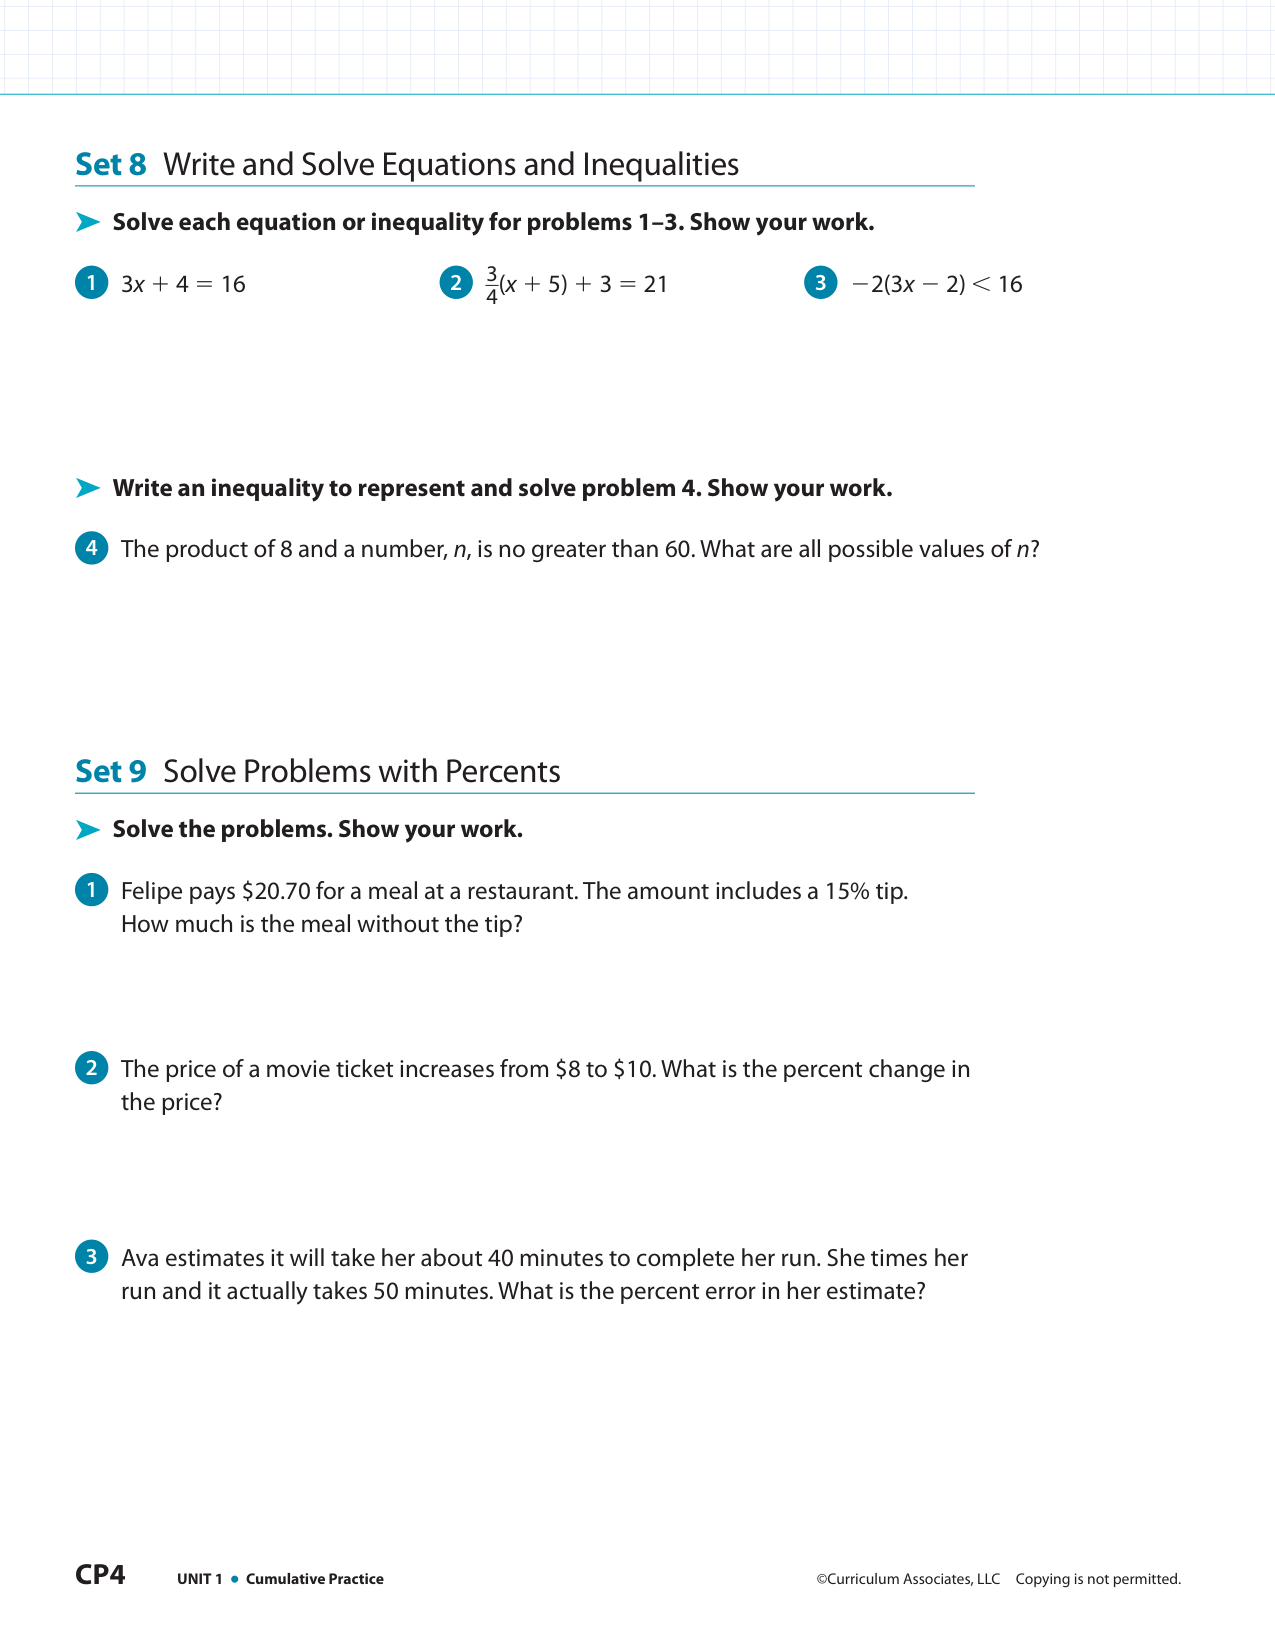 Set 8 Write and Solve Equations and Inequalities
➤ Solve each equation or inequality for problems 1–3. Show your work.
1 3x + 4 = 16
2 3/4(x + 5) + 3 = 21
3 −2(3x − 2) < 16
➤ Write an inequality to represent and solve problem 4. Show your work.
4 The product of 8 and a number, n, is no greater than 60. What are all possible values of n?
Set 9 Solve Problems with Percents
➤ Solve the problems. Show your work.
1 Felipe pays $20.70 for a meal at a restaurant. The amount includes a 15% tip.
How much is the meal without the tip?
2 The price of a movie ticket increases from $8 to $10. What is the percent change in
the price?
3 Ava estimates it will take her about 40 minutes to complete her run. She times her
run and it actually takes 50 minutes. What is the percent error in her estimate?
CP4 UNIT 1 • Cumulative Practice ©Curriculum Associates, LLC Copying is not permitted.